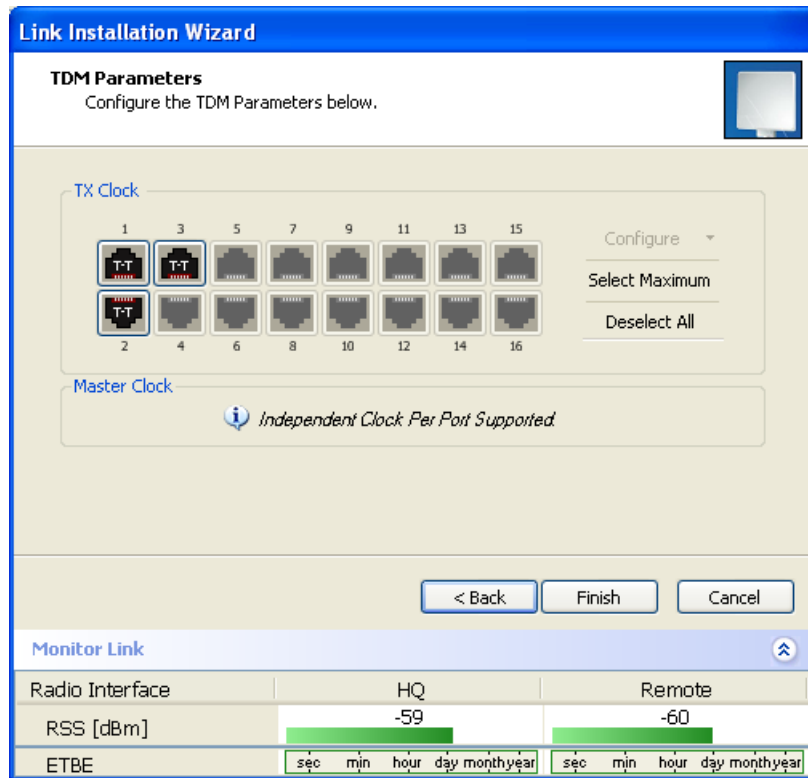 Link Installation Wizard
TDM Parameters
Configure the TDM Parameters below.
TX Clock
1 3 5 7 9 11 13 15
T-T T-T
T-T
2 4 6 8 10 12 14 16
Configure
Select Maximum
Deselect All
Master Clock
Independent Clock Per Port Supported.
< Back Finish Cancel
Monitor Link
Radio Interface HQ Remote
RSS [dBm] -59 -60
ETBE sec min hour day month year sec min hour day month year